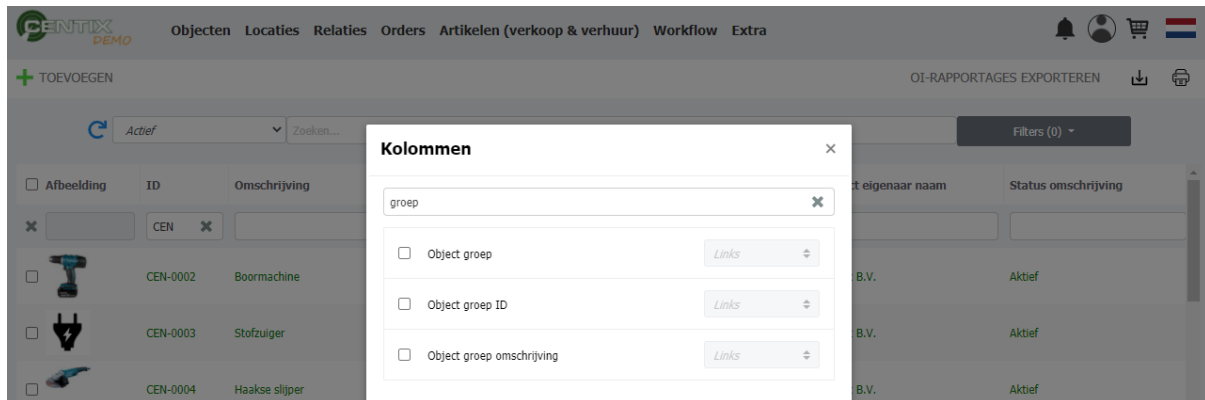 CENTIX
DEMO
Objecten Locaties Relaties Orders Artikelen (verkoop & verhuur) Workflow Extra
TOEVOEGEN
OI-RAPPORTAGES EXPORTEREN
Actief
Zoeken...
Filters (0)
Kolommen
Afbeelding ID Omschrijving
eigenaar naam Status omschrijving
groep
CEN
Object groep Links
CEN-0002 Boormachine
B.V. Aktief
Object groep ID Links
CEN-0003 Stofzuiger
B.V. Aktief
Object groep omschrijving Links
CEN-0004 Haakse slijper
B.V. Aktief